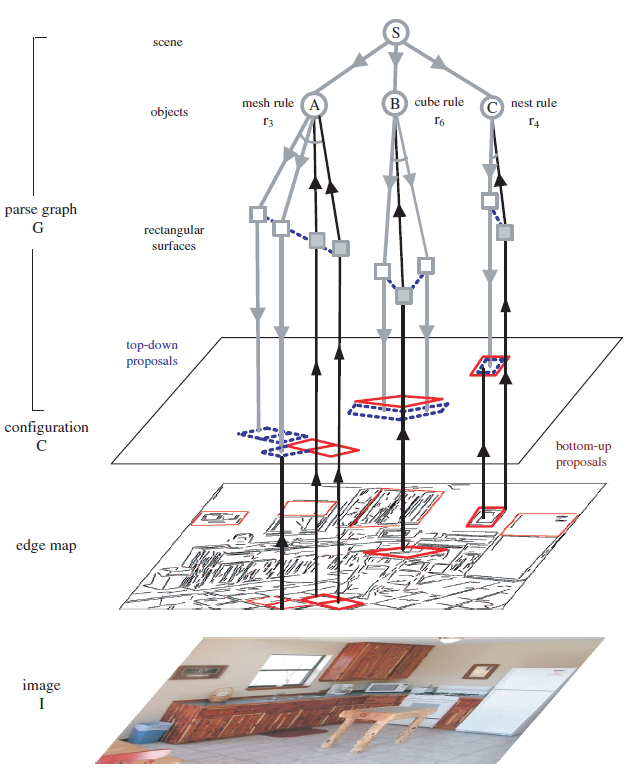 S
scene
mesh rule A B cube rule C nest rule
objects
r3 r6 r4
parse graph
G
rectangular
surfaces
top-down
proposals
configuration
C
bottom-up
proposals
edge map
image
I